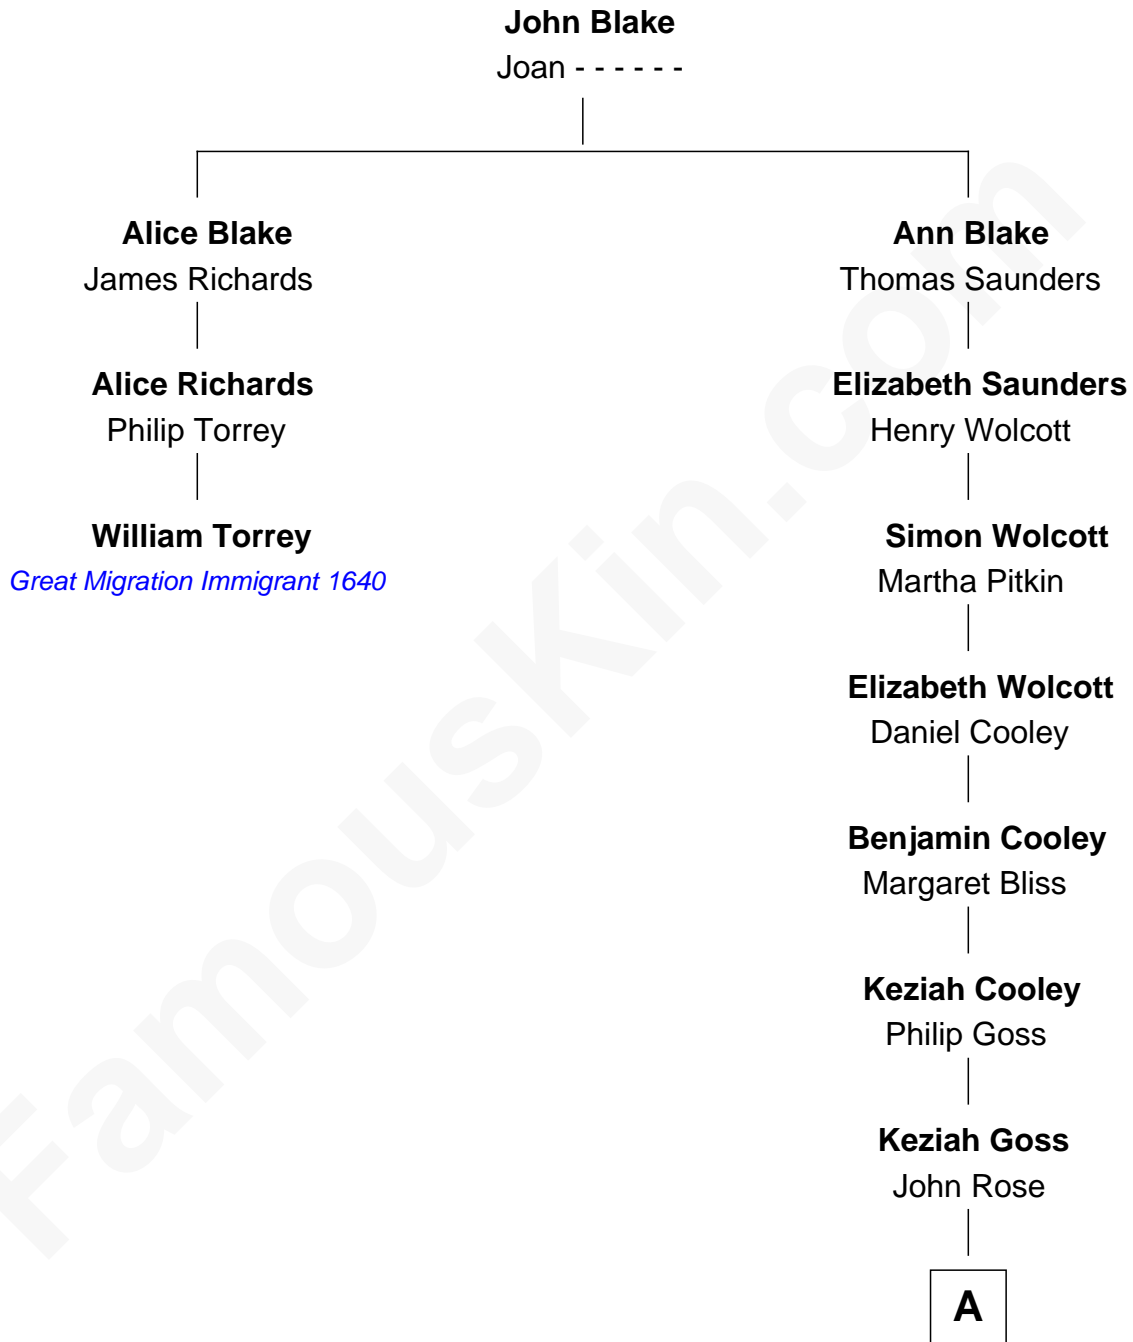 John Blake
Joan - - - - - -
Alice Blake
James Richards
Ann Blake
Thomas Saunders
Alice Richards
Philip Torrey
Elizabeth Saunders
Henry Wolcott
William Torrey
Great Migration Immigrant 1640
Simon Wolcott
Martha Pitkin
Elizabeth Wolcott
Daniel Cooley
Benjamin Cooley
Margaret Bliss
Keziah Cooley
Philip Goss
Keziah Goss
John Rose
A
FamousKin.com